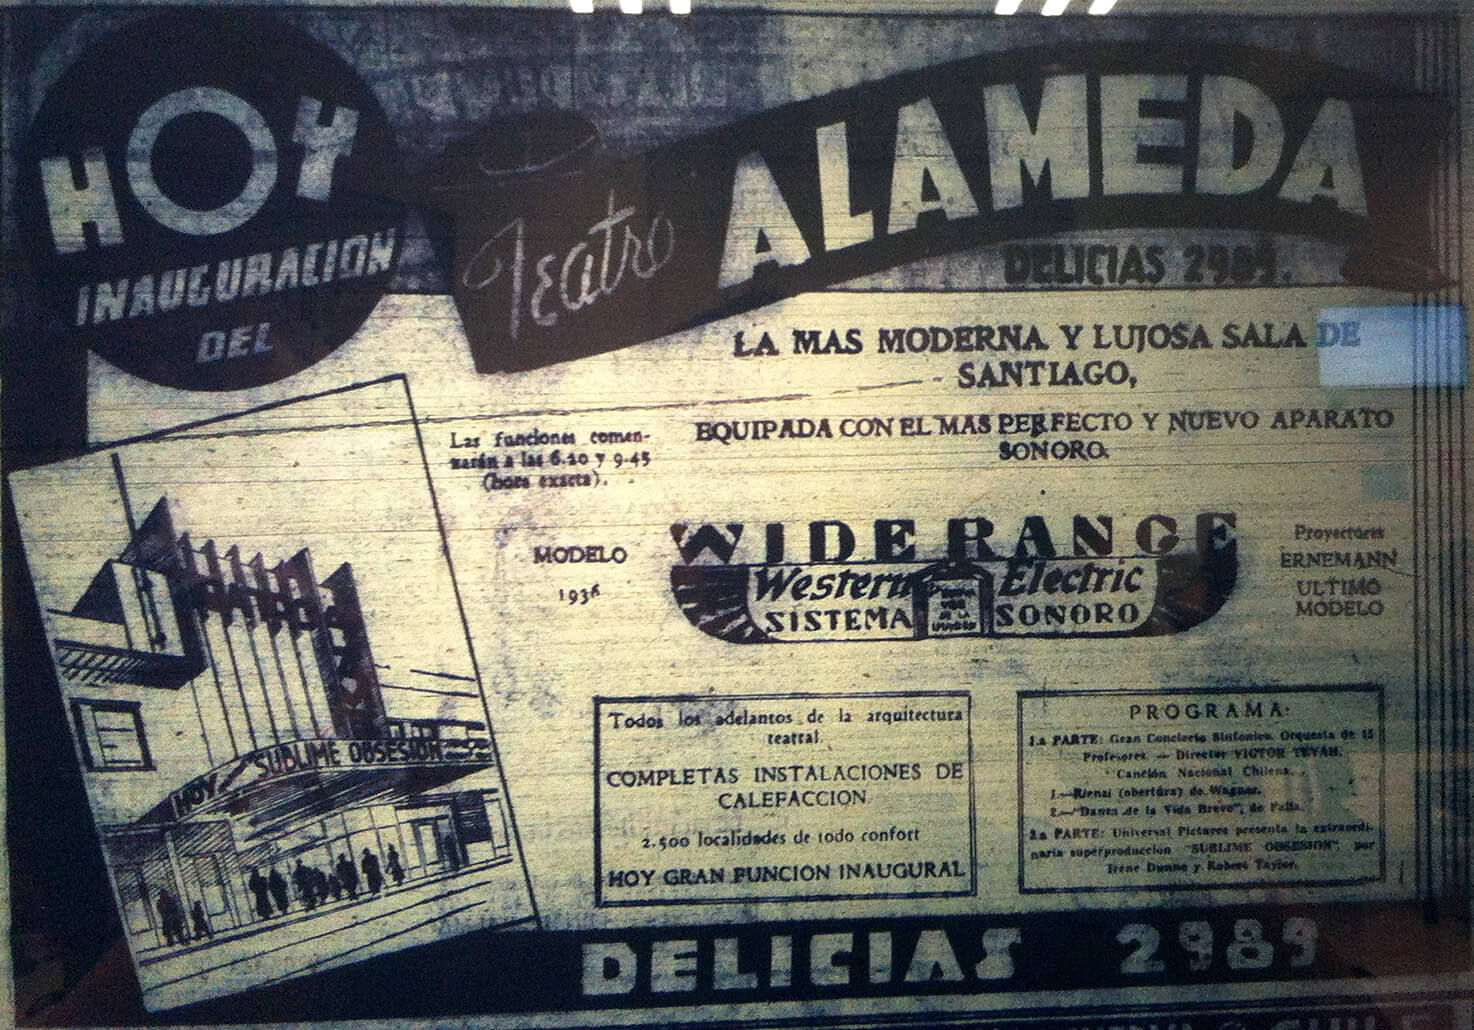 HOY
INAUGURACION
DEL
Teatro ALAMEDA
DELICIAS 2989.
LA MAS MODERNA Y LUJOSA SALA DE
SANTIAGO,
EQUIPADA CON EL MAS PERFECTO Y NUEVO APARATO
SONORO.
Las funciones comen-
zarán a las 6.20 y 9.45
(hora exacta).
MODELO
1936
WIDE RANGE
Western Electric
SISTEMA SONORO
Proyectores
ERNEMANN
ULTIMO
MODELO
HOY SUBLIME OBSESION
Todos los adelantos de la arquitectura
teatral.
COMPLETAS INSTALACIONES DE
CALEFACCION
2.500 localidades de todo confort
HOY GRAN FUNCION INAUGURAL
PROGRAMA:
1.a PARTE: Gran Concierto Sinfónico. Orquesta de 55
Profesores. — Director VICTOR TEVAH.
Canción Nacional Chilena.
1.—Rienzi (obertura) de Wagner.
2.—"Danza de la Vida Breve", de Falla.
2.a PARTE: Universal Pictures presenta la extraordi-
naria superproducción "SUBLIME OBSESION", por
Irene Dunne y Robert Taylor.
DELICIAS 2989